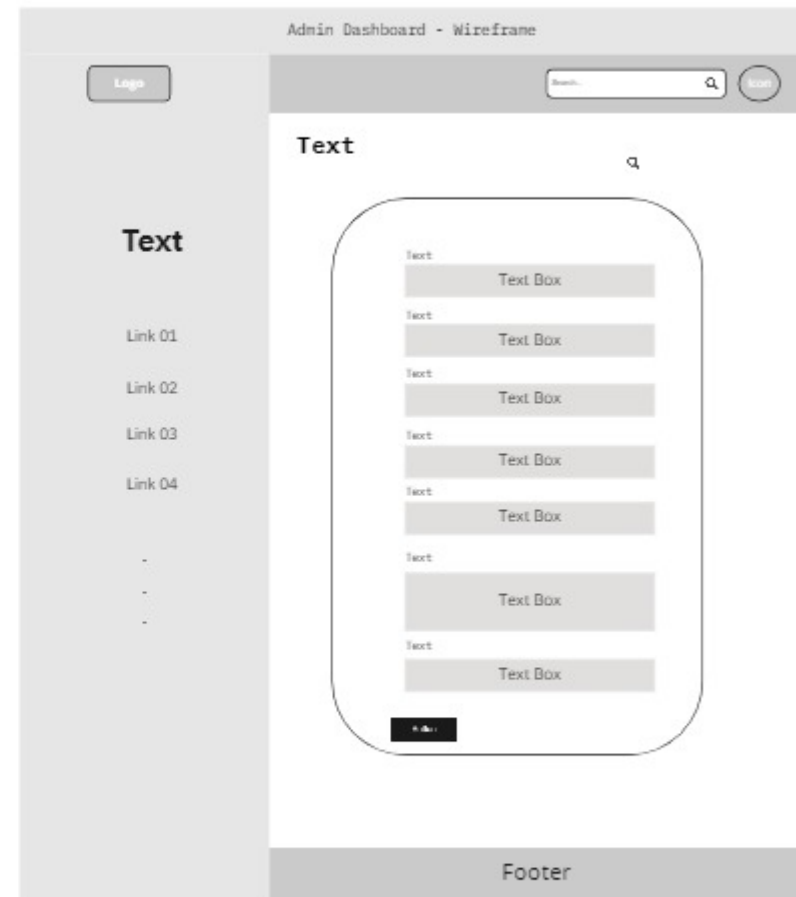 Admin Dashboard - Wireframe
Logo
Search...
Icon
Text
Text
Link 01
Link 02
Link 03
Link 04
-
-
-
Text
Text Box
Text
Text Box
Text
Text Box
Text
Text Box
Text
Text Box
Text
Text Box
Text
Text Box
Button
Footer